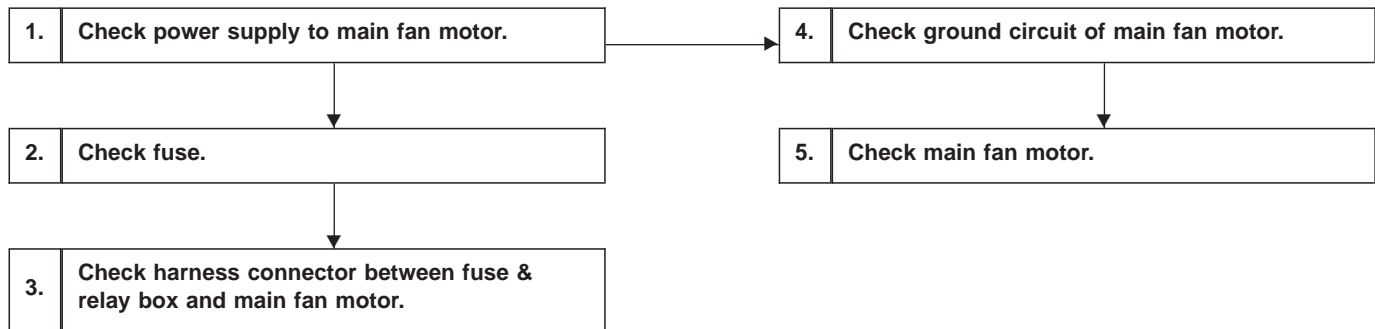 1. Check power supply to main fan motor.
2. Check fuse.
3. Check harness connector between fuse &
relay box and main fan motor.
4. Check ground circuit of main fan motor.
5. Check main fan motor.